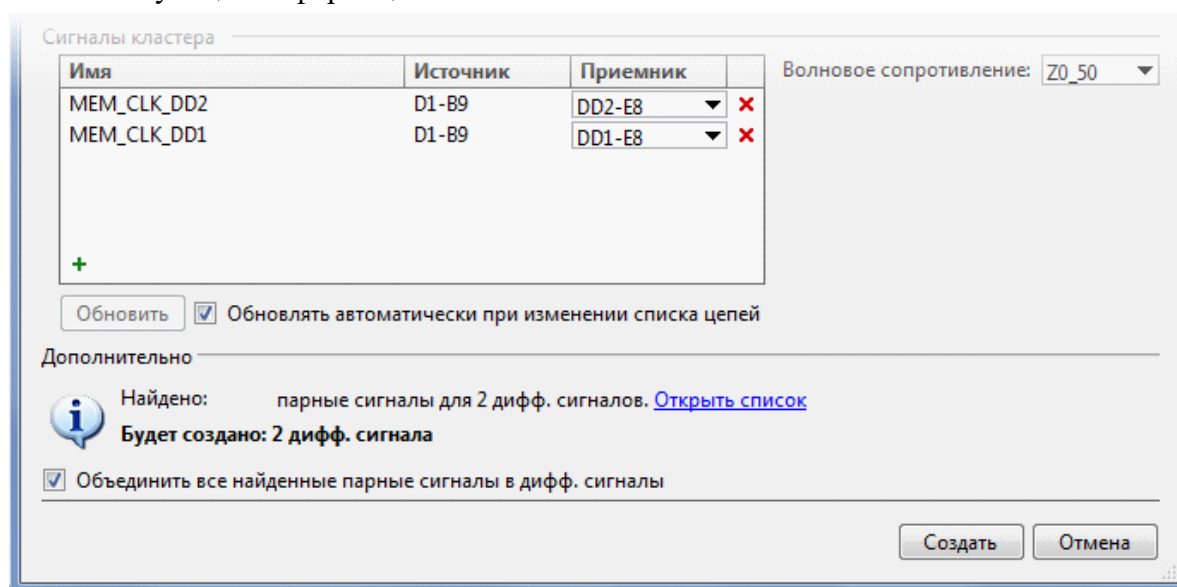 Сигналы кластера
Имя Источник Приемник Волновое сопротивление: Z0_50
MEM_CLK_DD2 D1-B9 DD2-E8
MEM_CLK_DD1 D1-B9 DD1-E8
+
Обновить Обновлять автоматически при изменении списка цепей
Дополнительно
Найдено: парные сигналы для 2 дифф. сигналов. Открыть список
Будет создано: 2 дифф. сигнала
Объединить все найденные парные сигналы в дифф. сигналы
Создать Отмена